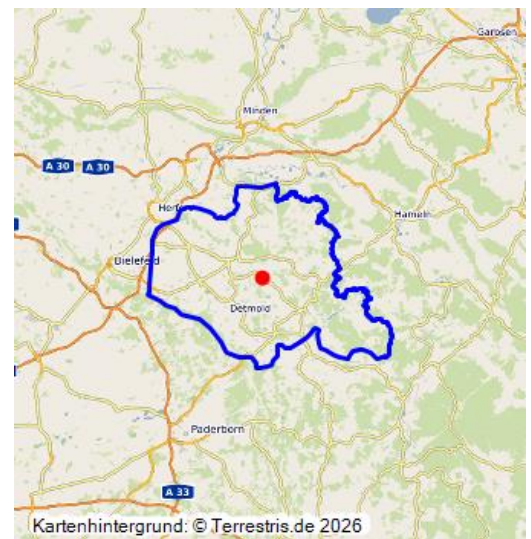 Garbsen
Minden
A 30 A 30
Herford
Hameln
Bielefeld
Detmold
Paderborn
A 33
Kartenhintergrund: © Terrestris.de 2026